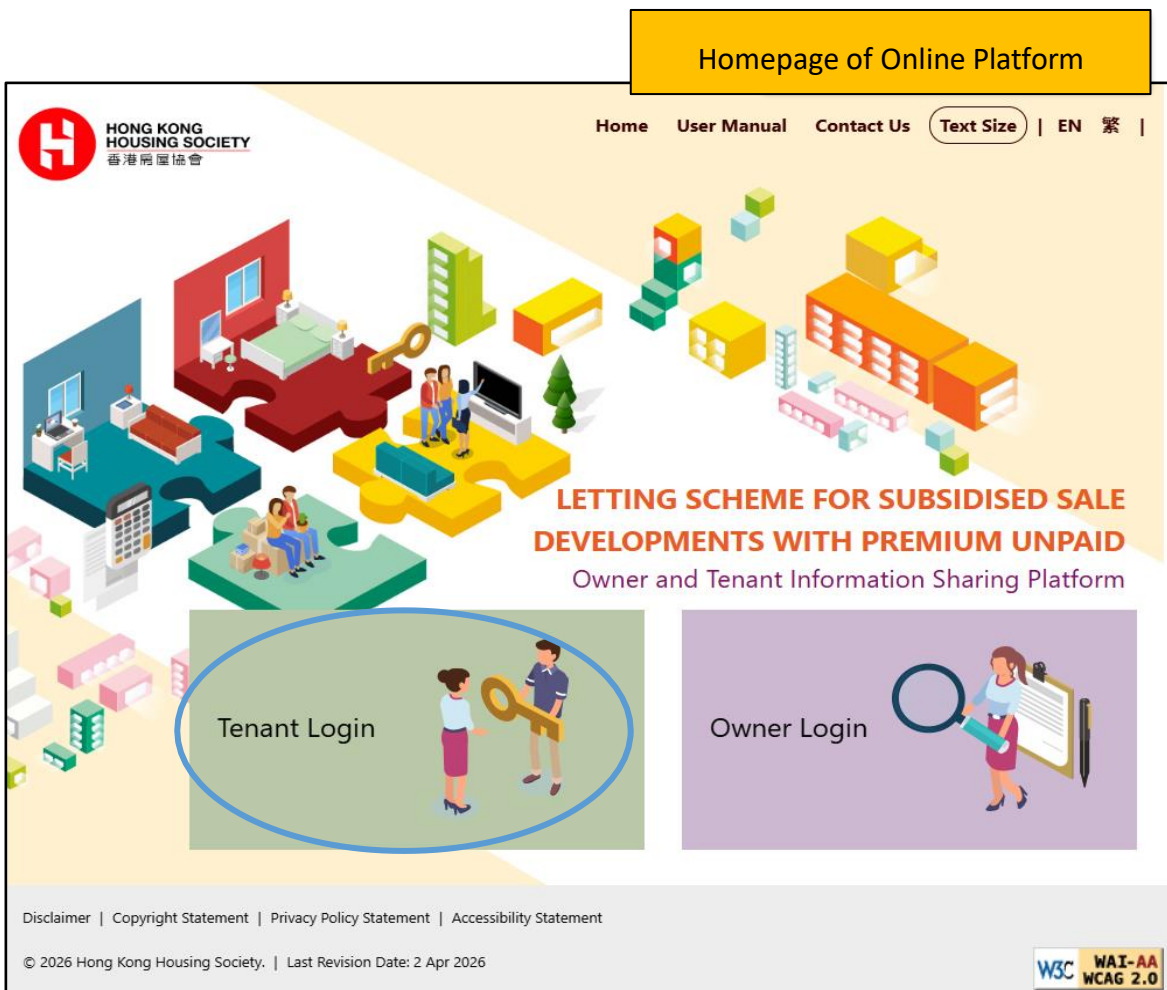 Homepage of Online Platform
HONG KONG
HOUSING SOCIETY
香港房屋協會
Home User Manual Contact Us Text Size | EN 繁 |
LETTING SCHEME FOR SUBSIDISED SALE
DEVELOPMENTS WITH PREMIUM UNPAID
Owner and Tenant Information Sharing Platform
Tenant Login
Owner Login
Disclaimer | Copyright Statement | Privacy Policy Statement | Accessibility Statement
© 2026 Hong Kong Housing Society. | Last Revision Date: 2 Apr 2026
W3C WAI-AA
WCAG 2.0